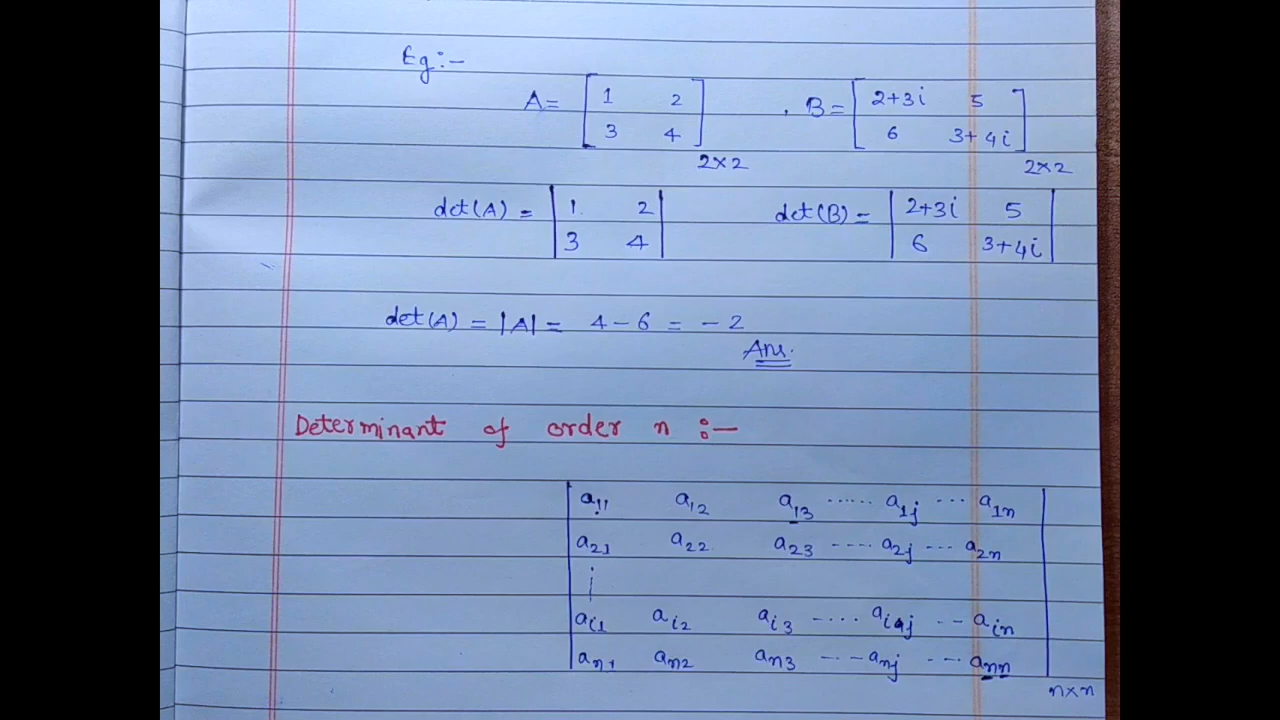 Eg:-
A = [ 1 2 , B = [ 2+3i 5
3 4 ] 6 3+4i ]
2×2 2×2
det(A) = | 1 2 | det(B) = | 2+3i 5 |
| 3 4 | | 6 3+4i |
det(A) = |A| = 4 - 6 = - 2
Ans.
Determinant of order n :-
| a11 a12 a13 ...... a1j ... a1n |
| a21 a22 a23 .... a2j ... a2n |
ai1 ai2 ai3 ..... aij .. ain
an1 an2 an3 ... anj ... ann
n×n